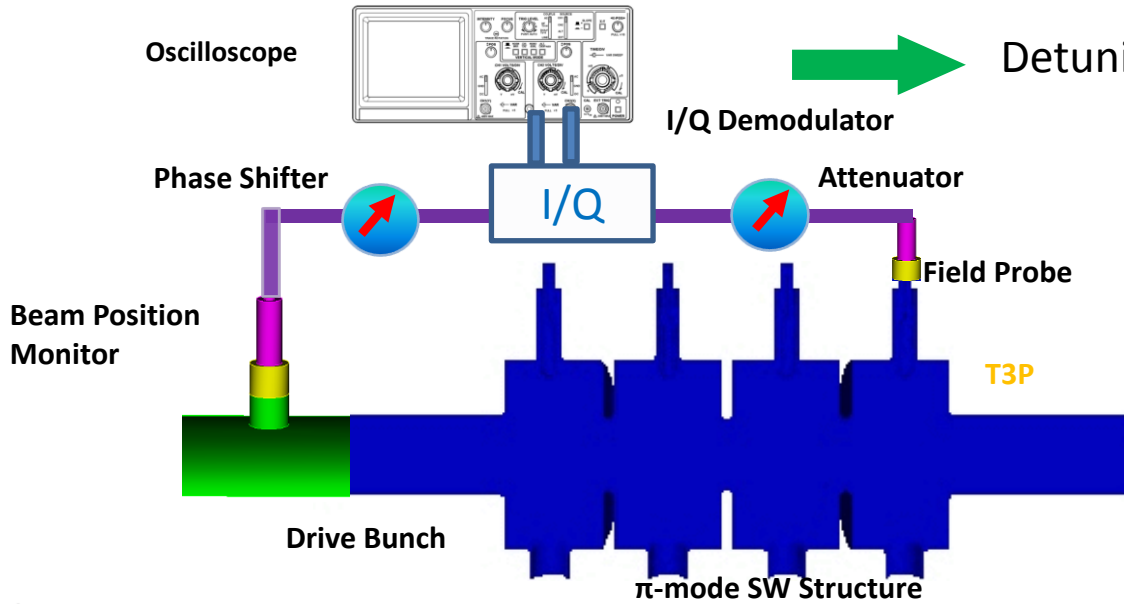 Oscilloscope
Detuni
I/Q Demodulator
Phase Shifter
Attenuator
I/Q
Field Probe
Beam Position
Monitor
T3P
Drive Bunch
π-mode SW Structure